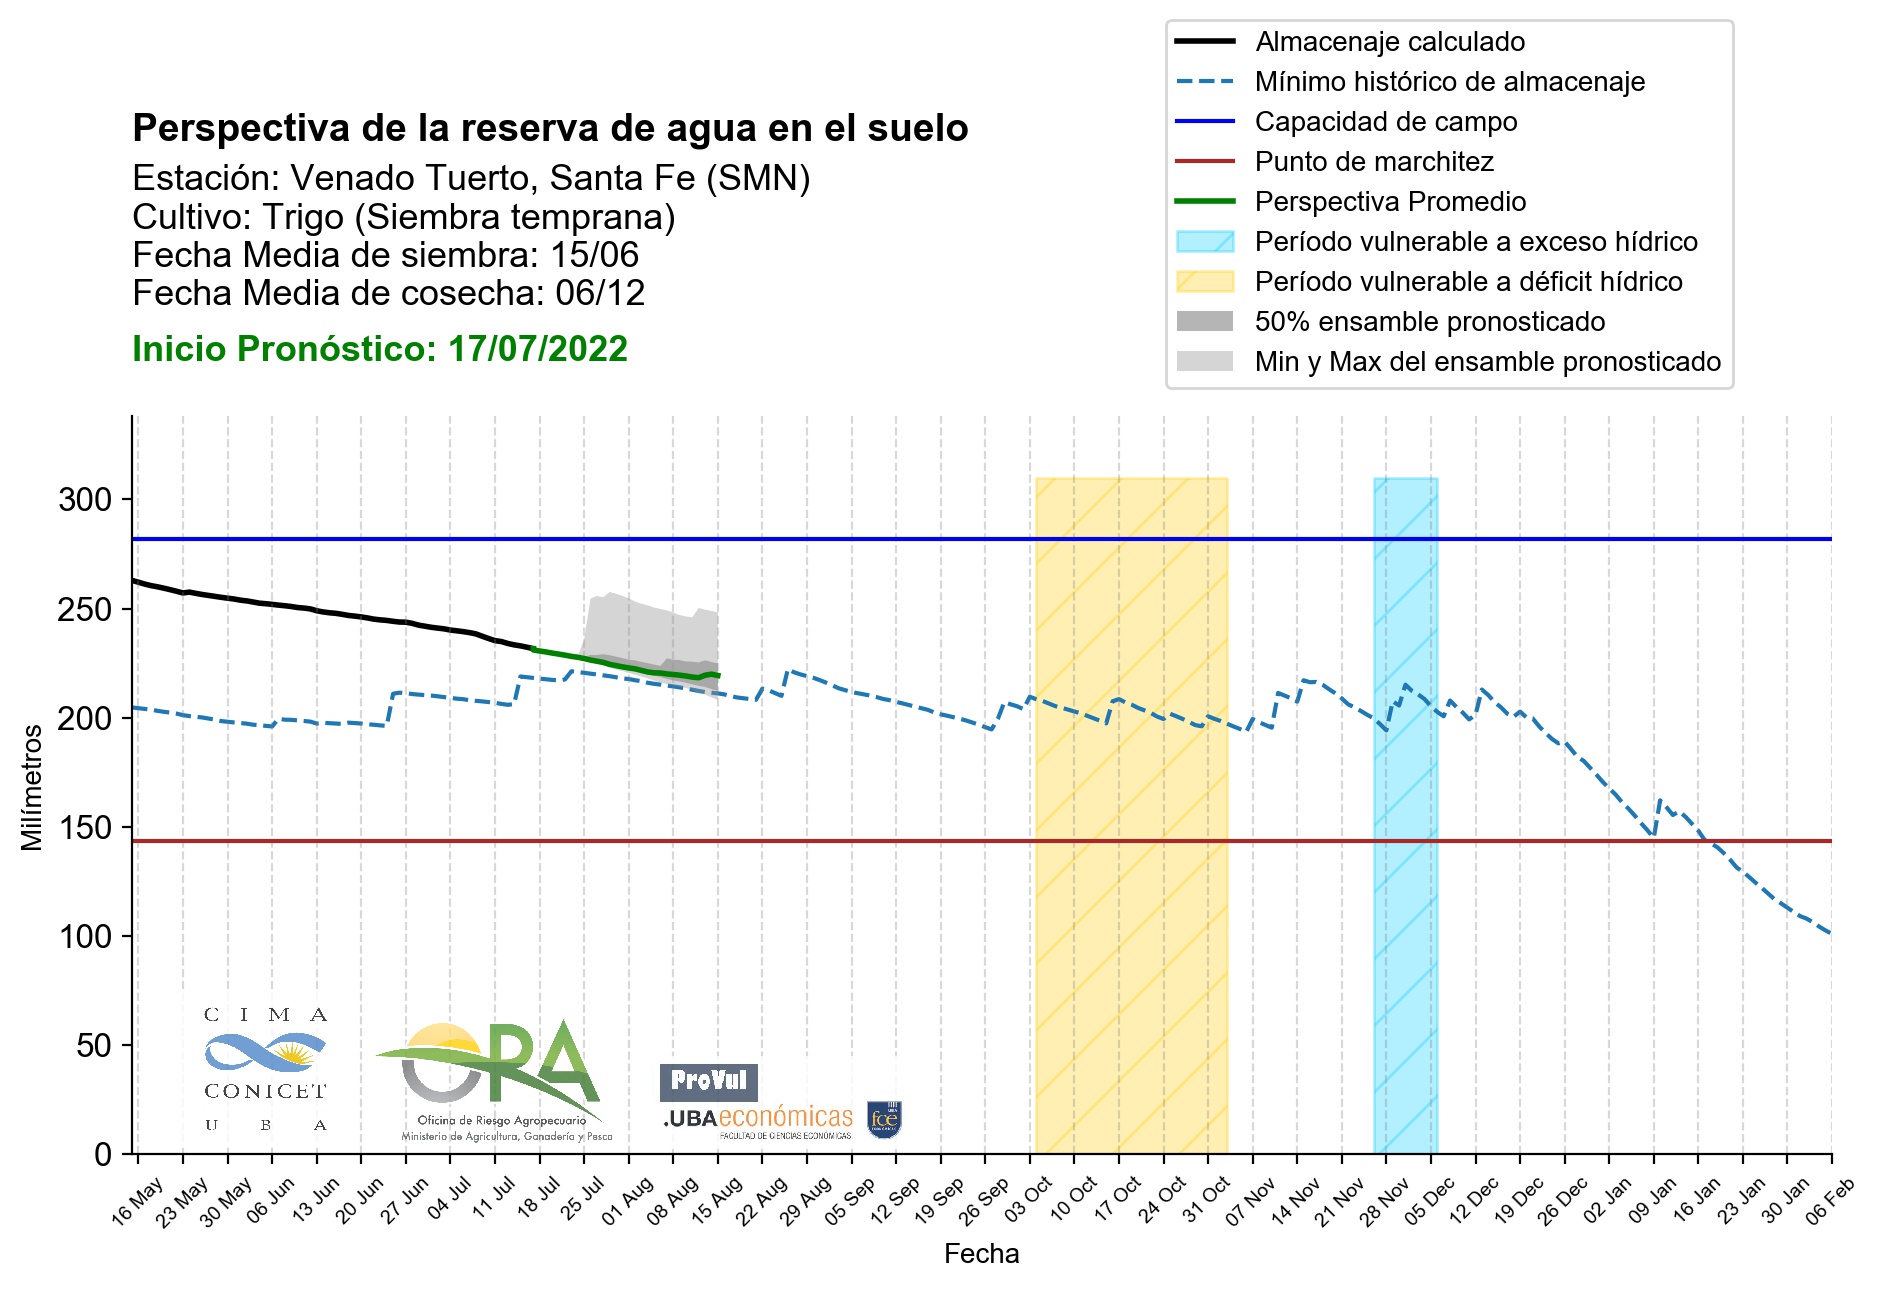 Almacenaje calculado
Mínimo histórico de almacenaje
Capacidad de campo
Punto de marchitez
Perspectiva Promedio
Período vulnerable a exceso hídrico
Período vulnerable a déficit hídrico
50% ensamble pronosticado
Min y Max del ensamble pronosticado
Perspectiva de la reserva de agua en el suelo
Estación: Venado Tuerto, Santa Fe (SMN)
Cultivo: Trigo (Siembra temprana)
Fecha Media de siembra: 15/06
Fecha Media de cosecha: 06/12
Inicio Pronóstico: 17/07/2022
Milímetros
300
250
200
150
100
50
0
CIMA
CONICET
UBA
ORA
Oficina de Riesgo Agropecuario
Ministerio de Agricultura, Ganadería y Pesca
ProVul
.UBAeconómicas
FACULTAD DE CIENCIAS ECONÓMICAS
fce
16 May
23 May
30 May
06 Jun
13 Jun
20 Jun
27 Jun
04 Jul
11 Jul
18 Jul
25 Jul
01 Aug
08 Aug
15 Aug
22 Aug
29 Aug
05 Sep
12 Sep
19 Sep
26 Sep
03 Oct
10 Oct
17 Oct
24 Oct
31 Oct
07 Nov
14 Nov
21 Nov
28 Nov
05 Dec
12 Dec
19 Dec
26 Dec
02 Jan
09 Jan
16 Jan
23 Jan
30 Jan
06 Feb
Fecha